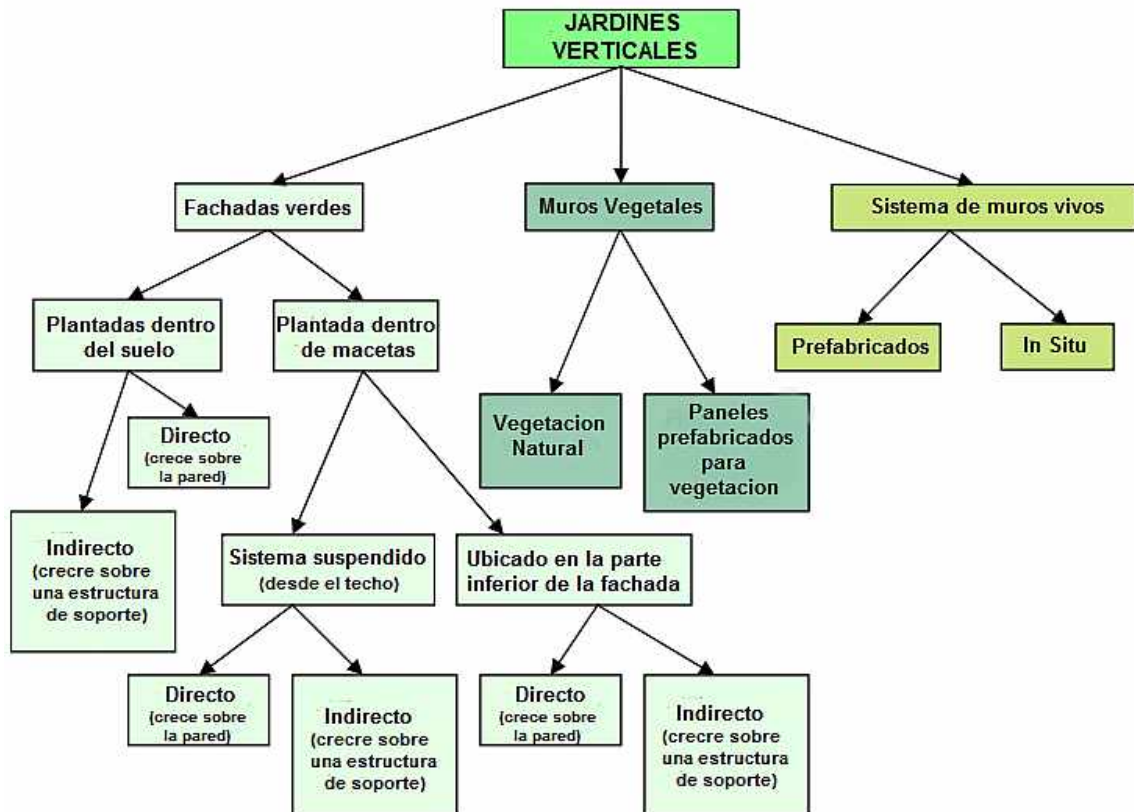 JARDINES
VERTICALES
Fachadas verdes
Muros Vegetales
Sistema de muros vivos
Plantadas dentro
del suelo
Plantada dentro
de macetas
Prefabricados
In Situ
Directo
(crece sobre
la pared)
Vegetacion
Natural
Paneles
prefabricados
para
vegetacion
Indirecto
(crecre sobre
una estructura
de soporte)
Sistema suspendido
(desde el techo)
Ubicado en la parte
inferior de la fachada
Directo
(crece sobre
la pared)
Indirecto
(crecre sobre
una estructura
de soporte)
Directo
(crece sobre
la pared)
Indirecto
(crecre sobre
una estructura
de soporte)